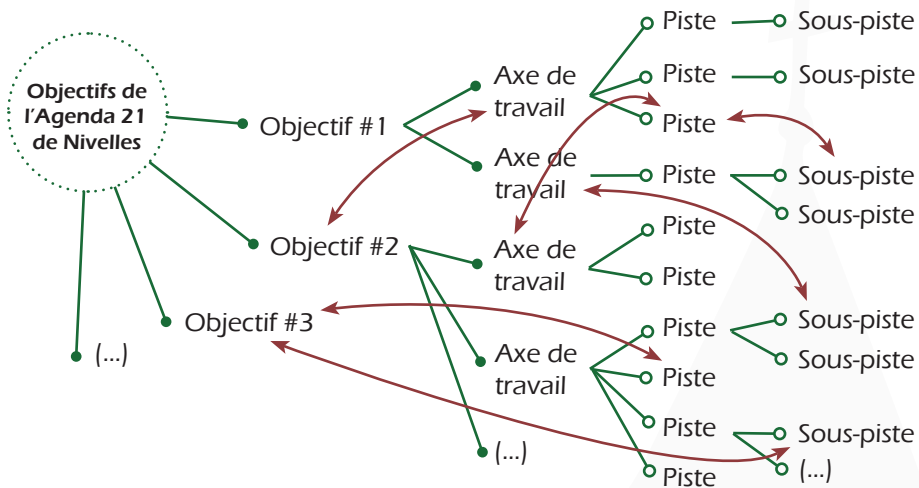 Objectifs de
l'Agenda 21
de Nivelles
Objectif #1
Objectif #2
Objectif #3
(...)
Axe de
travail
Axe de
travail
Axe de
travail
Axe de
travail
(...)
Piste
Piste
Piste
Piste
Piste
Piste
Piste
Piste
Piste
Piste
Sous-piste
Sous-piste
Sous-piste
Sous-piste
Sous-piste
Sous-piste
Sous-piste
(...)